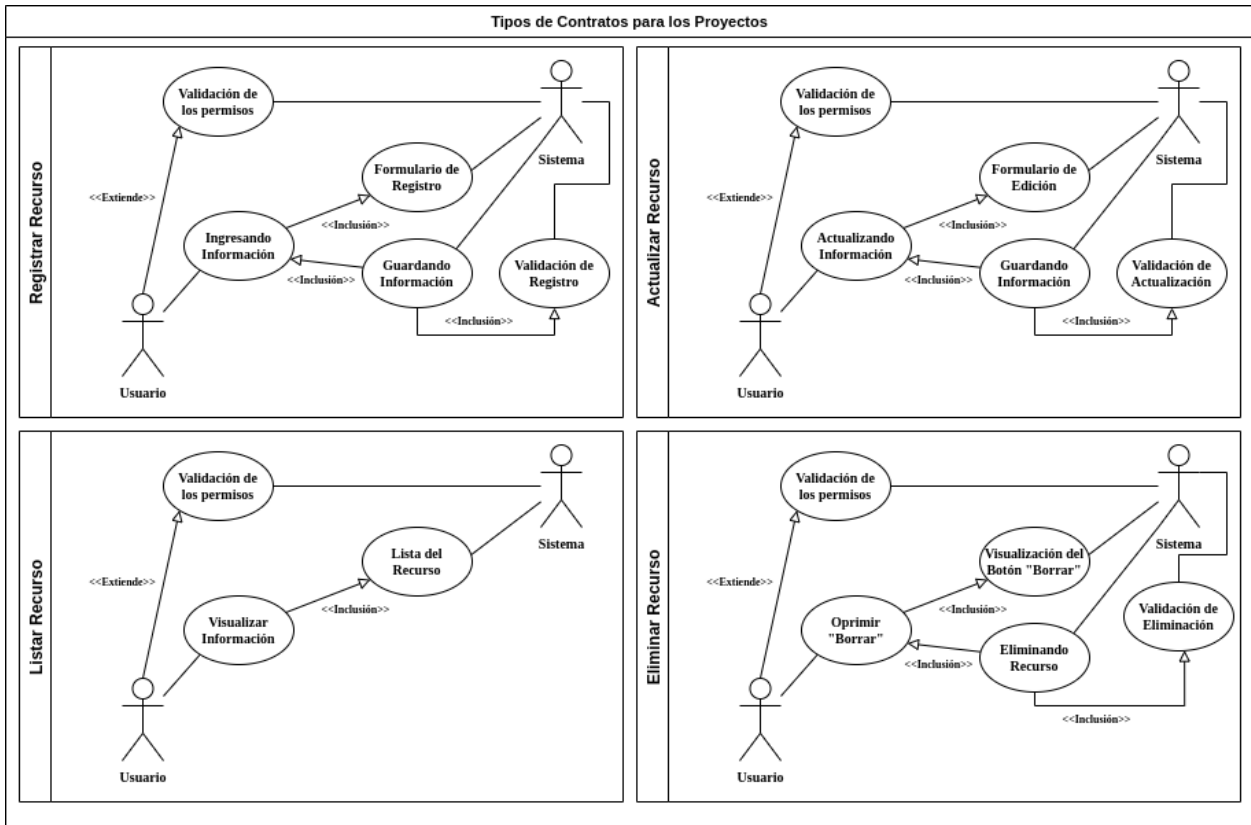 Tipos de Contratos para los Proyectos
Registrar Recurso
Validación de
los permisos
Sistema
<<Extiende>>
Formulario de
Registro
<<Inclusión>>
Ingresando
Información
<<Inclusión>>
Guardando
Información
Validación de
Registro
<<Inclusión>>
Usuario
Actualizar Recurso
Validación de
los permisos
Sistema
<<Extiende>>
Formulario de
Edición
<<Inclusión>>
Actualizando
Información
<<Inclusión>>
Guardando
Información
Validación de
Actualización
<<Inclusión>>
Usuario
Listar Recurso
Validación de
los permisos
Sistema
<<Extiende>>
Lista del
Recurso
<<Inclusión>>
Visualizar
Información
Usuario
Eliminar Recurso
Validación de
los permisos
Sistema
<<Extiende>>
Visualización del
Botón "Borrar"
<<Inclusión>>
Oprimir
"Borrar"
<<Inclusión>>
Eliminando
Recurso
Validación de
Eliminación
<<Inclusión>>
Usuario